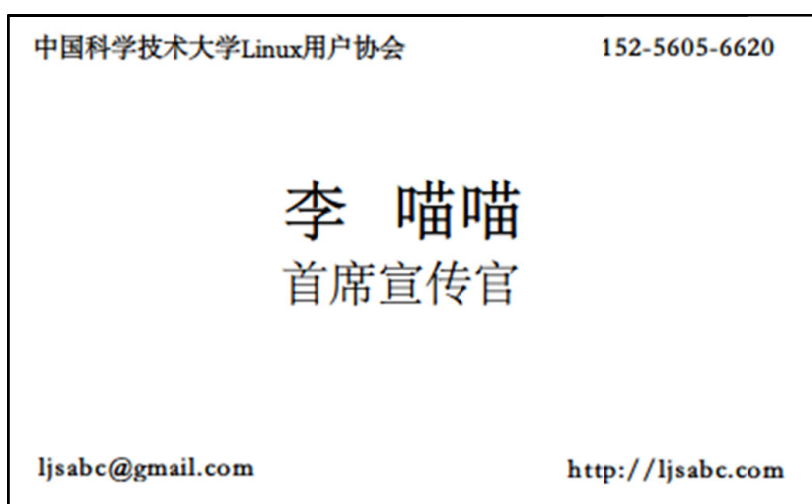 中国科学技术大学Linux用户协会 152-5605-6620
李 喵喵
首席宣传官
ljsabc@gmail.com http://ljsabc.com